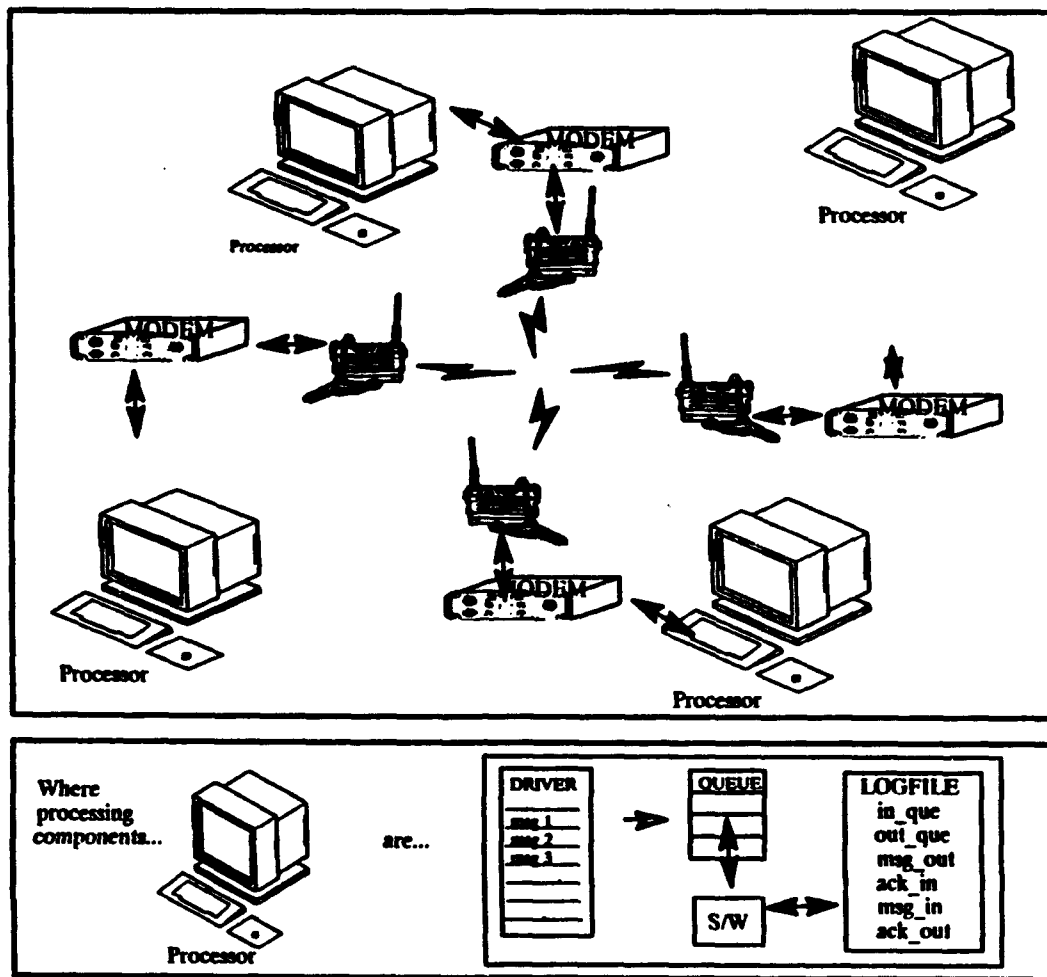 MODEM
Processor
Processor
MODEM
MODEM
MODEM
Processor
Processor
Where
processing
components...
Processor
are...
DRIVER
msg 1
msg 2
msg 3
QUEUE
S/W
LOGFILE
in_que
out_que
msg_out
ack_in
msg_in
ack_out